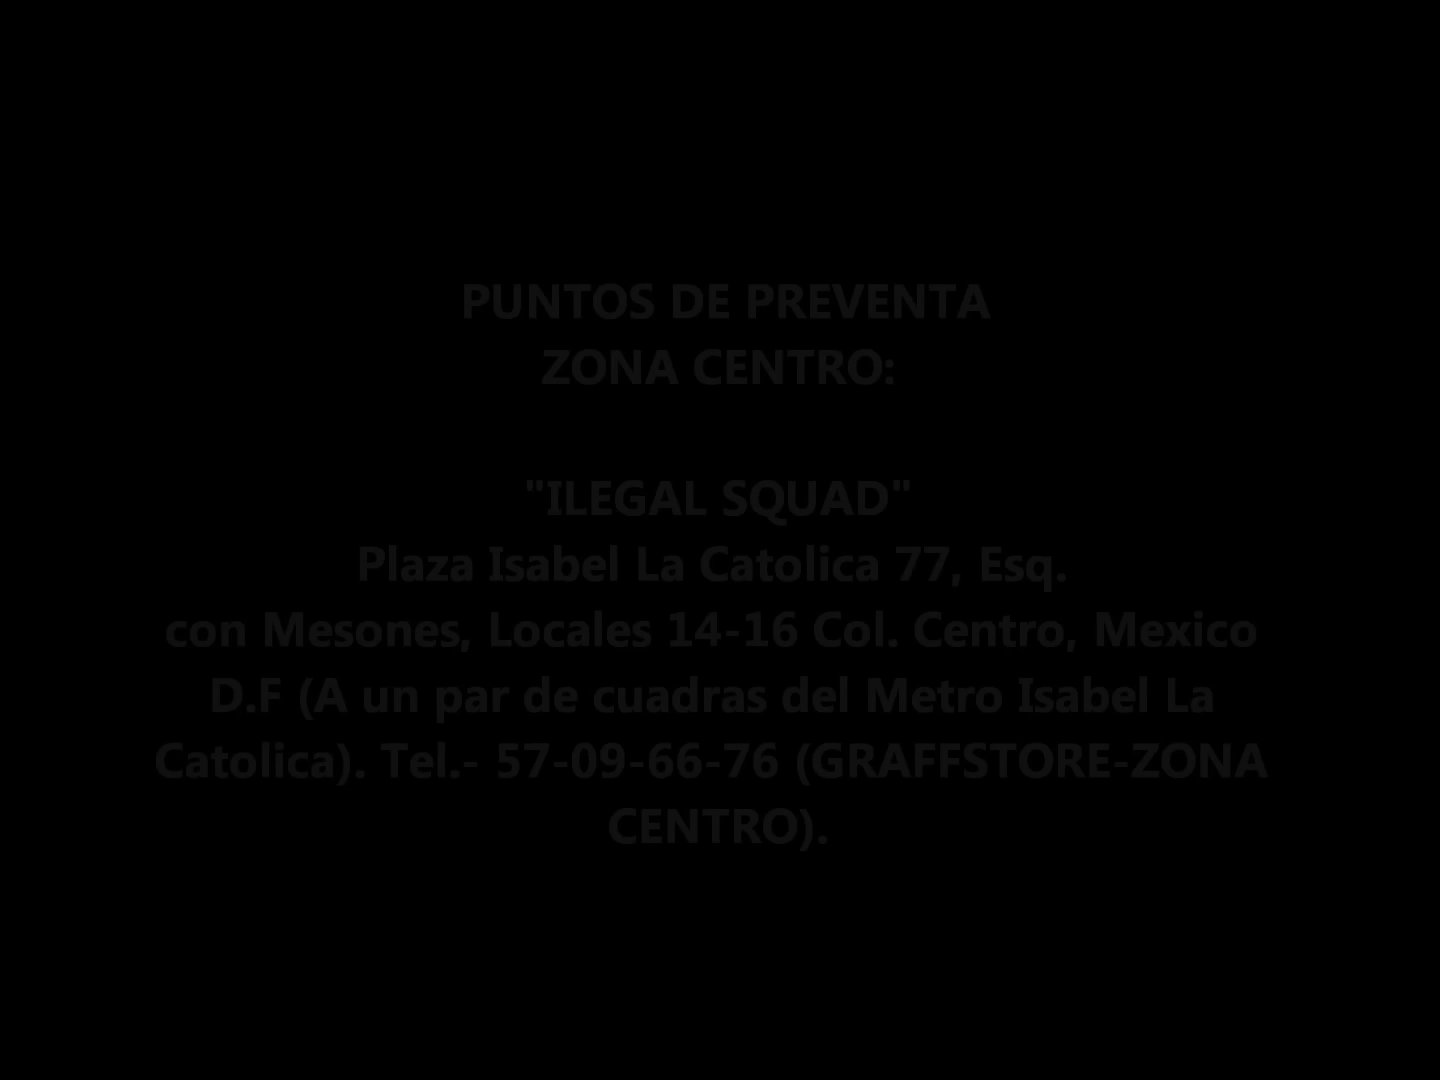 PUNTOS DE PREVENTA
ZONA CENTRO:
"ILEGAL SQUAD"
Plaza Isabel La Catolica 77, Esq.
con Mesones, Locales 14-16 Col. Centro, Mexico
D.F (A un par de cuadras del Metro Isabel La
Catolica). Tel.- 57-09-66-76 (GRAFFSTORE-ZONA
CENTRO).